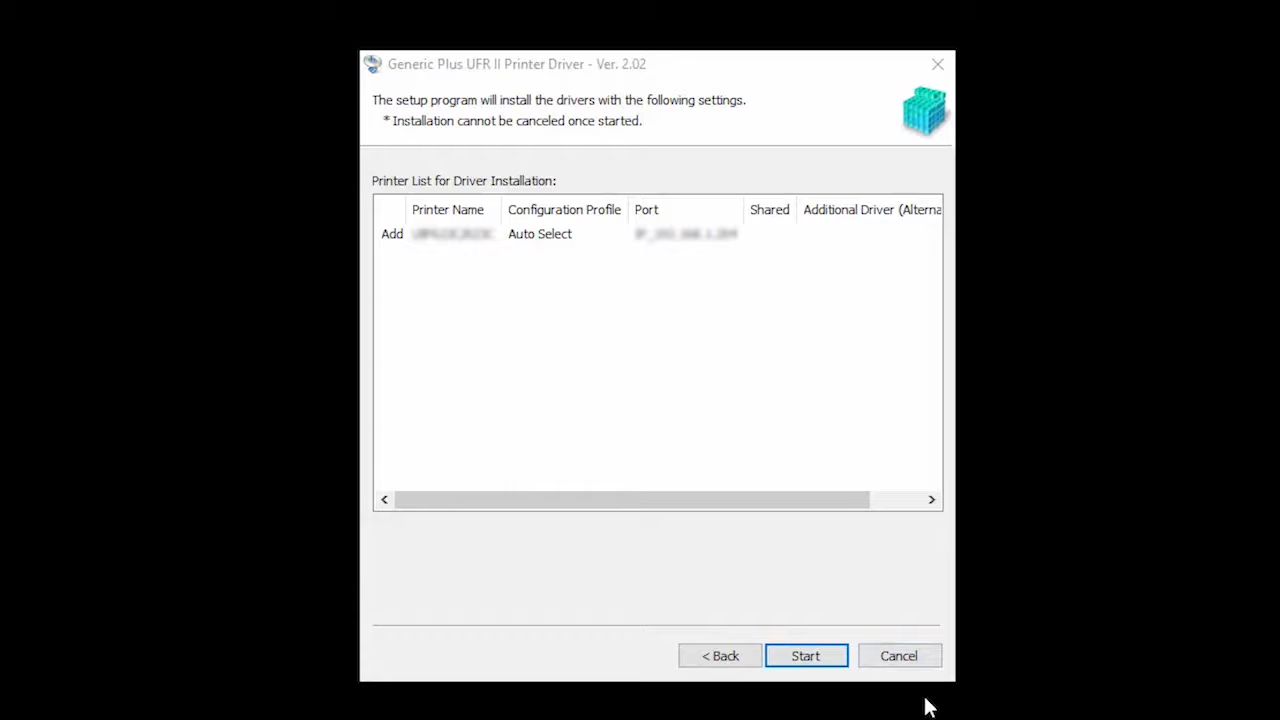 Generic Plus UFR II Printer Driver - Ver. 2.02
The setup program will install the drivers with the following settings.
* Installation cannot be canceled once started.
Printer List for Driver Installation:
Printer Name Configuration Profile Port Shared Additional Driver (Alterna
Add Auto Select
< Back Start Cancel